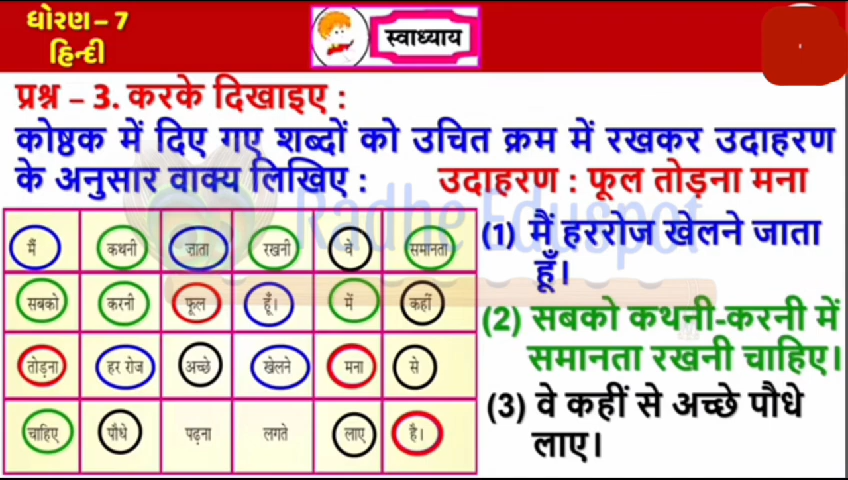 ધોરણ – 7
હિન્દી
स्वाध्याय
प्रश्न – 3. करके दिखाइए :
कोष्ठक में दिए गए शब्दों को उचित क्रम में रखकर उदाहरण
के अनुसार वाक्य लिखिए : उदाहरण : फूल तोड़ना मना
Radhe Eduspot
मैं कथनी जाता रखनी वे समानता
सबको करनी फूल हूँ। में कहीं
तोड़ना हर रोज अच्छे खेलने मना से
चाहिए पौधे पढ़ना लगते लाए है।
(1) मैं हररोज खेलने जाता
हूँ।
(2) सबको कथनी-करनी में
समानता रखनी चाहिए।
(3) वे कहीं से अच्छे पौधे
लाए।